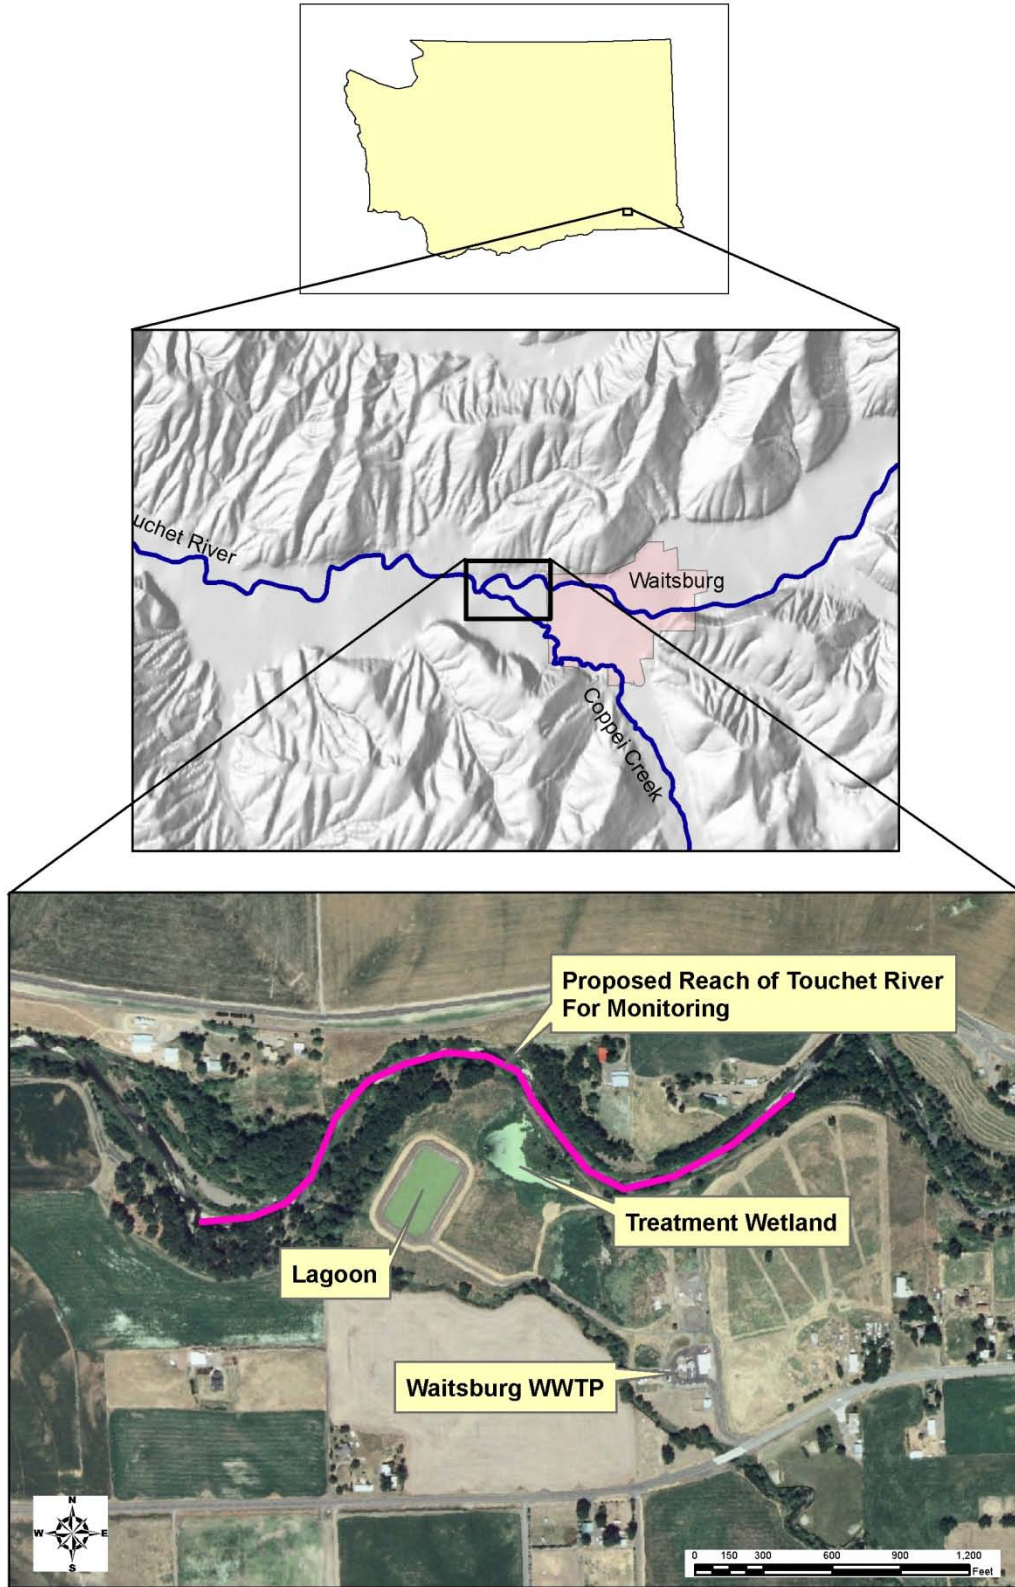 uchet River
Waitsburg
Coppei Creek
Proposed Reach of Touchet River
For Monitoring
Treatment Wetland
Lagoon
Waitsburg WWTP
N
W E
S
0 150 300 600 900 1,200
Feet